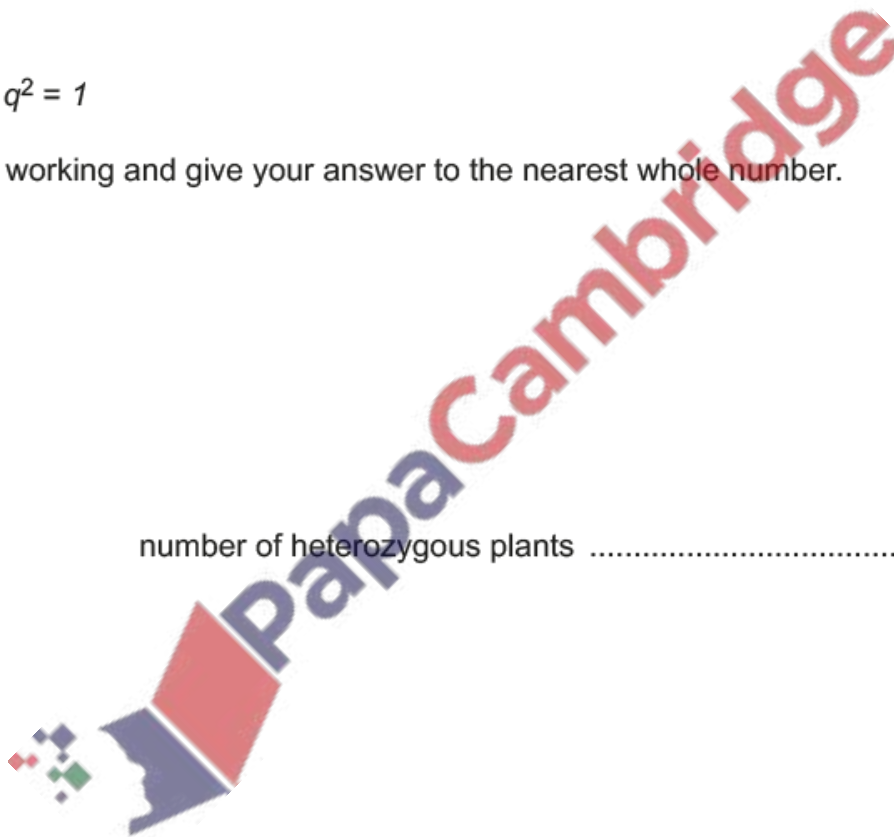 q² = 1
working and give your answer to the nearest whole number.
number of heterozygous plants ..................................
PapaCambridge